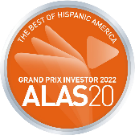 THE BEST OF HISPANIC AMERICA
GRAND PRIX INVESTOR 2022
ALAS20